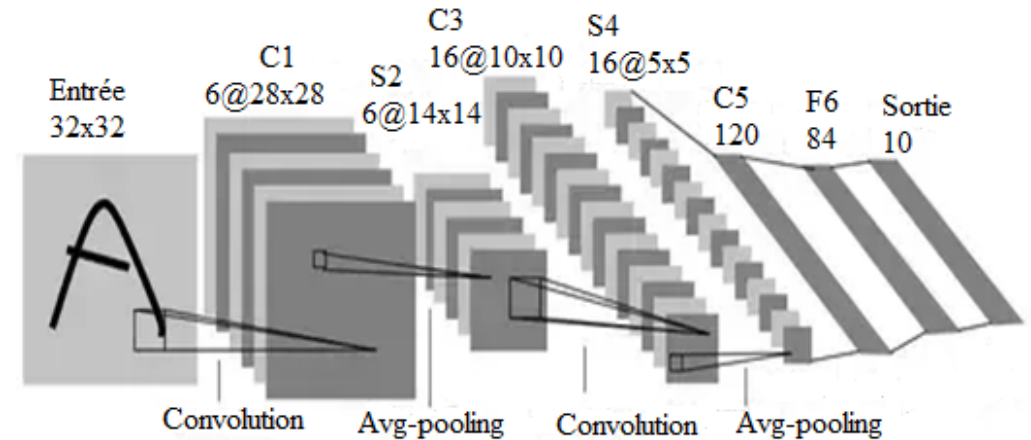 Entrée
32x32
C1
6@28x28
S2
6@14x14
C3
16@10x10
S4
16@5x5
C5
120
F6
84
Sortie
10
Convolution
Avg-pooling
Convolution
Avg-pooling